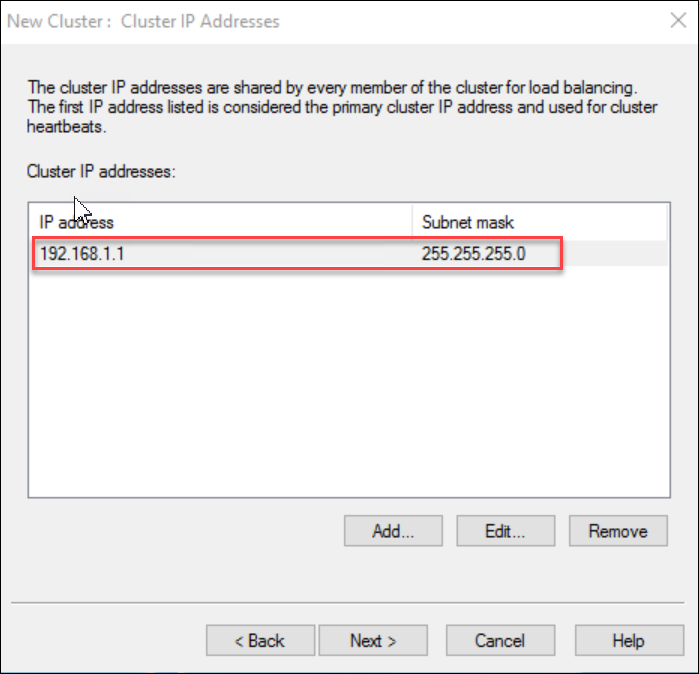 New Cluster : Cluster IP Addresses
The cluster IP addresses are shared by every member of the cluster for load balancing.
The first IP address listed is considered the primary cluster IP address and used for cluster
heartbeats.
Cluster IP addresses:
IP address Subnet mask
192.168.1.1 255.255.255.0
Add... Edit... Remove
< Back Next > Cancel Help